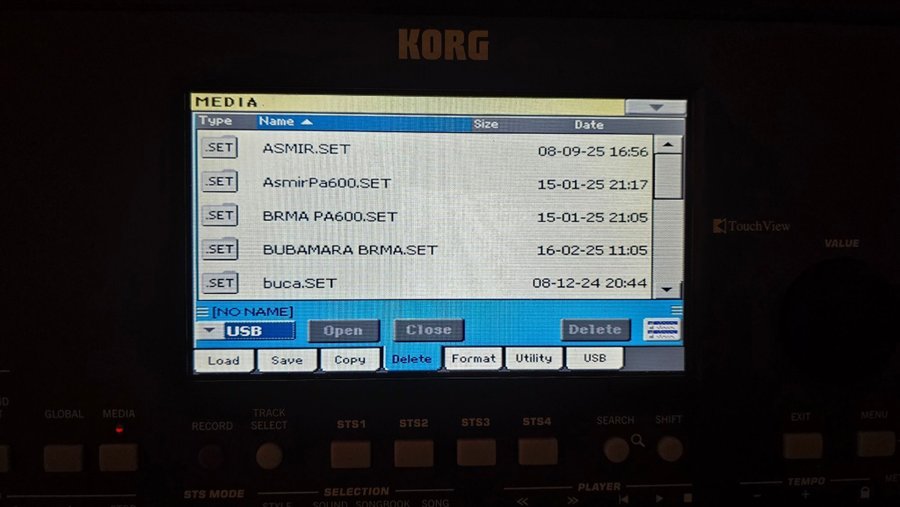 KORG
MEDIA
Type Name Size Date
.SET ASMIR.SET 08-09-25 16:56
.SET AsmirPa600.SET 15-01-25 21:17
.SET BRMA PA600.SET 15-01-25 21:05
.SET BUBAMARA BRMA.SET 16-02-25 11:05
.SET buca.SET 08-12-24 20:44
[NO NAME]
USB Open Close Delete
Load Save Copy Delete Format Utility USB
TouchView
VALUE
GLOBAL MEDIA RECORD TRACK SELECT STS1 STS2 STS3 STS4 SEARCH SHIFT EXIT MENU
STS MODE SELECTION PLAYER TEMPO
STYLE SOUND SONGBOOK SONG